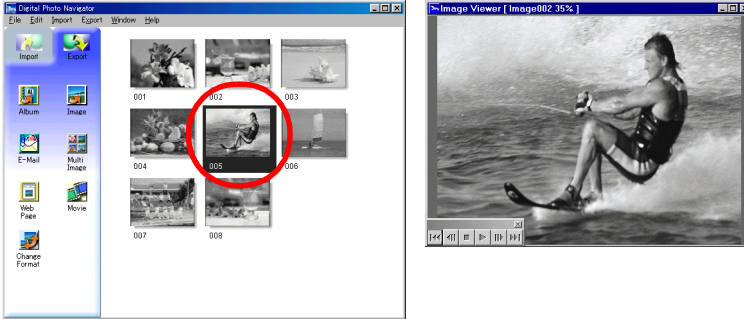 Digital Photo Navigator
File Edit Import Export Window Help
Import Export
Album Image
E-Mail Multi Image
Web Page Movie
Change Format
001 002 003
004 005 006
007 008
Image Viewer [ Image002 35% ]